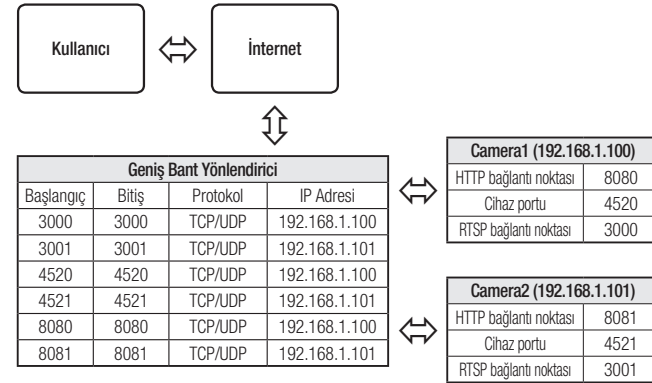 Kullanıcı
İnternet
Geniş Bant Yönlendirici
Başlangıç Bitiş Protokol IP Adresi
3000 3000 TCP/UDP 192.168.1.100
3001 3001 TCP/UDP 192.168.1.101
4520 4520 TCP/UDP 192.168.1.100
4521 4521 TCP/UDP 192.168.1.101
8080 8080 TCP/UDP 192.168.1.100
8081 8081 TCP/UDP 192.168.1.101
Camera1 (192.168.1.100)
HTTP bağlantı noktası 8080
Cihaz portu 4520
RTSP bağlantı noktası 3000
Camera2 (192.168.1.101)
HTTP bağlantı noktası 8081
Cihaz portu 4521
RTSP bağlantı noktası 3001